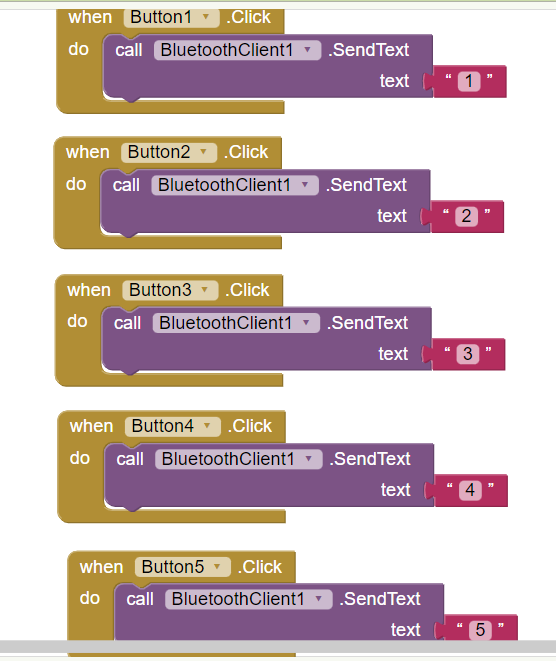 when Button1 .Click
do call BluetoothClient1 .SendText
text “ 1 ”
when Button2 .Click
do call BluetoothClient1 .SendText
text “ 2 ”
when Button3 .Click
do call BluetoothClient1 .SendText
text “ 3 ”
when Button4 .Click
do call BluetoothClient1 .SendText
text “ 4 ”
when Button5 .Click
do call BluetoothClient1 .SendText
text “ 5 ”